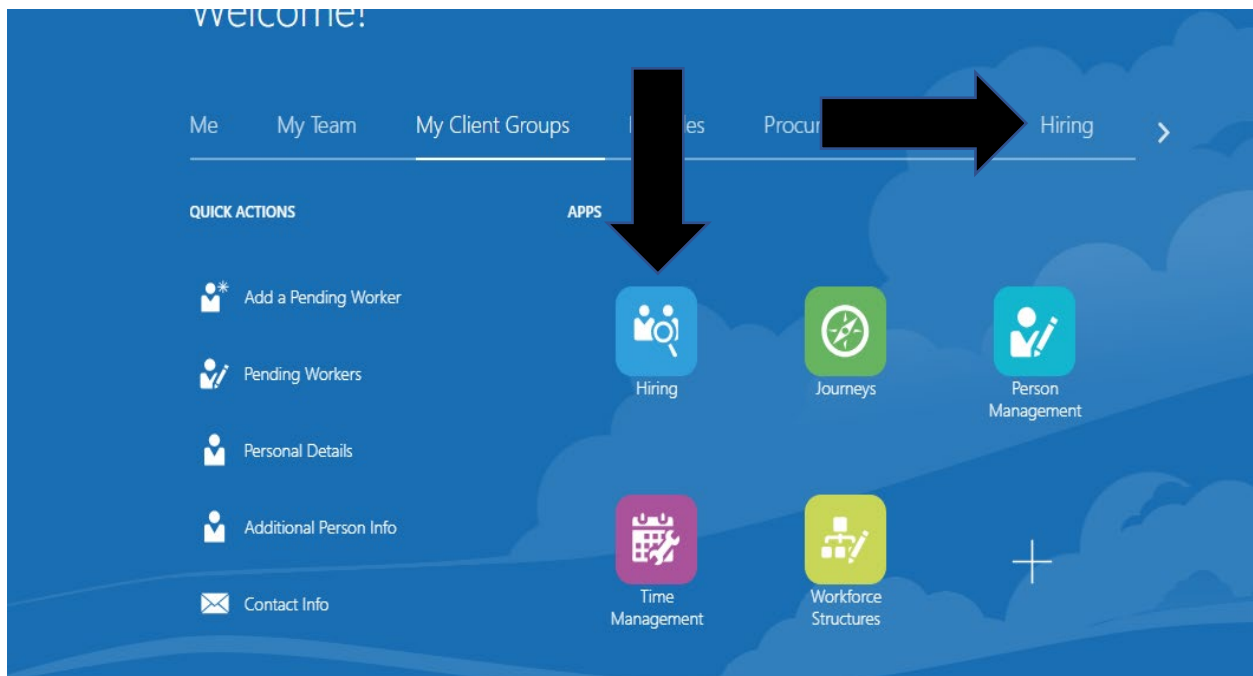 Welcome!
Me My Team My Client Groups Hiring
QUICK ACTIONS APPS
Add a Pending Worker
Pending Workers
Personal Details
Additional Person Info
Contact Info
Hiring
Journeys
Person
Management
Time
Management
Workforce
Structures